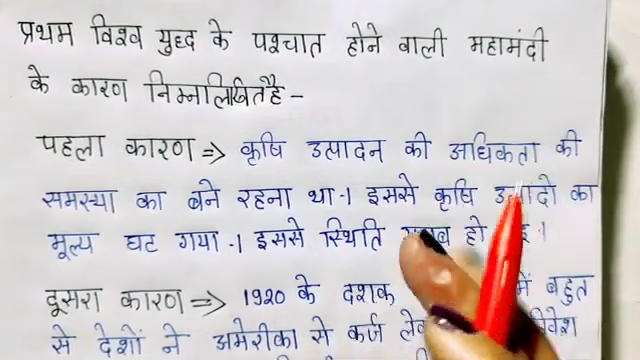 प्रथम विश्व युद्ध के पश्चात होने वाली महामंदी
के कारण निम्नलिखित है -
पहला कारण => कृषि उत्पादन की अधिकता की
समस्या का बने रहना था -। इससे कृषि का
मूल्य घट गया -। इससे स्थिति हो
दूसरा कारण => 1920 के दशक में बहुत
से देशों ने अमेरीका से कर्ज